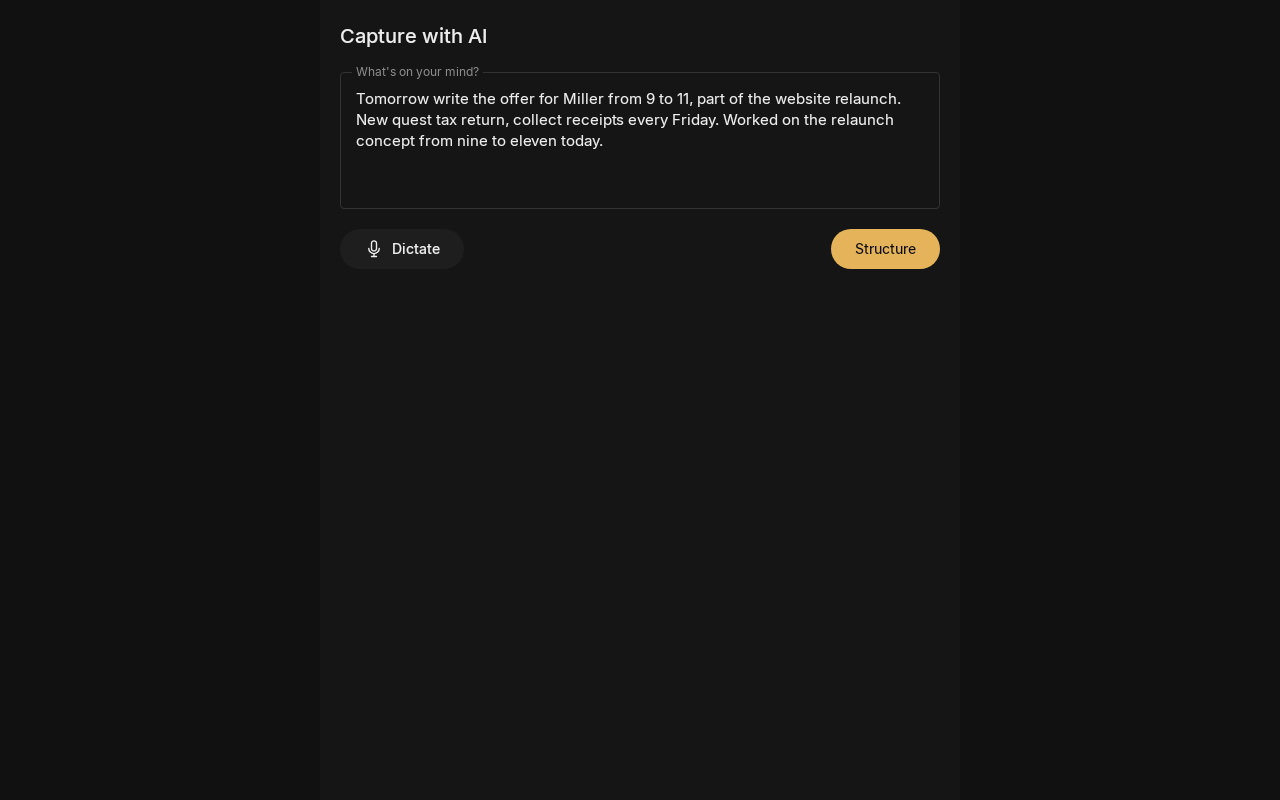 Capture with AI
What's on your mind?
Tomorrow write the offer for Miller from 9 to 11, part of the website relaunch.
New quest tax return, collect receipts every Friday. Worked on the relaunch
concept from nine to eleven today.
Dictate
Structure